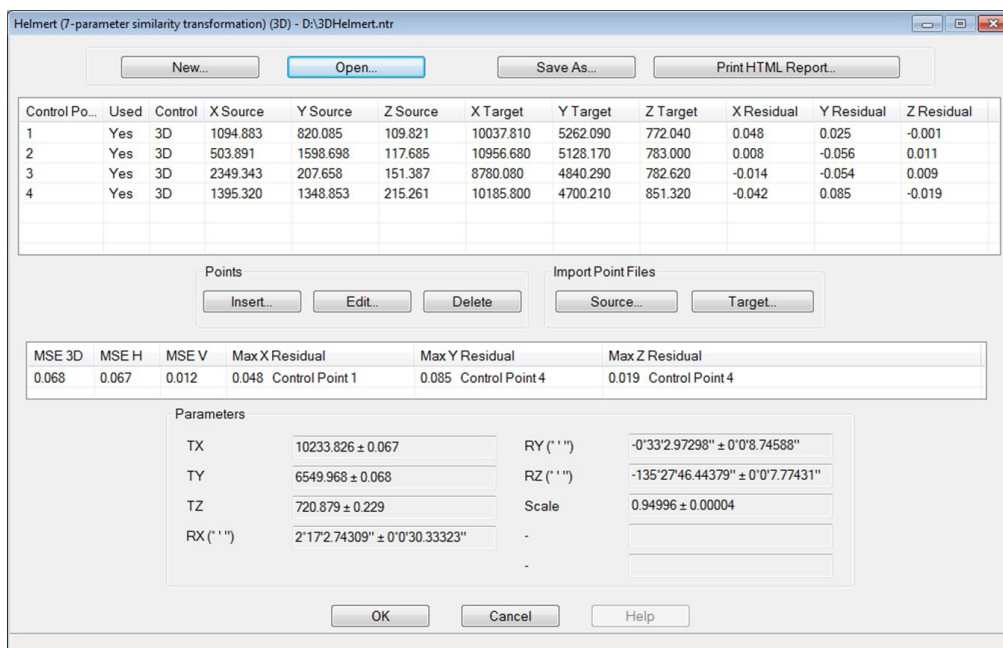 Helmert (7-parameter similarity transformation) (3D) - D:\3DHelmert.ntr
New... Open... Save As... Print HTML Report...
Control Po... Used Control X Source Y Source Z Source X Target Y Target Z Target X Residual Y Residual Z Residual
1 Yes 3D 1094.883 820.085 109.821 10037.810 5262.090 772.040 0.048 0.025 -0.001
2 Yes 3D 503.891 1598.698 117.685 10956.680 5128.170 783.000 0.008 -0.056 0.011
3 Yes 3D 2349.343 207.658 151.387 8780.080 4840.290 782.620 -0.014 -0.054 0.009
4 Yes 3D 1395.320 1348.853 215.261 10185.800 4700.210 851.320 -0.042 0.085 -0.019
Points Import Point Files
Insert... Edit... Delete Source... Target...
MSE 3D MSE H MSE V Max X Residual Max Y Residual Max Z Residual
0.068 0.067 0.012 0.048 Control Point 1 0.085 Control Point 4 0.019 Control Point 4
Parameters
TX 10233.826 ± 0.067 RY (° ' ") -0°33'2.97298" ± 0°0'8.74588"
TY 6549.968 ± 0.068 RZ (° ' ") -135°27'46.44379" ± 0°0'7.77431"
TZ 720.879 ± 0.229 Scale 0.94996 ± 0.00004
RX (° ' ") 2°17'2.74309" ± 0°0'30.33323" -
-
OK Cancel Help